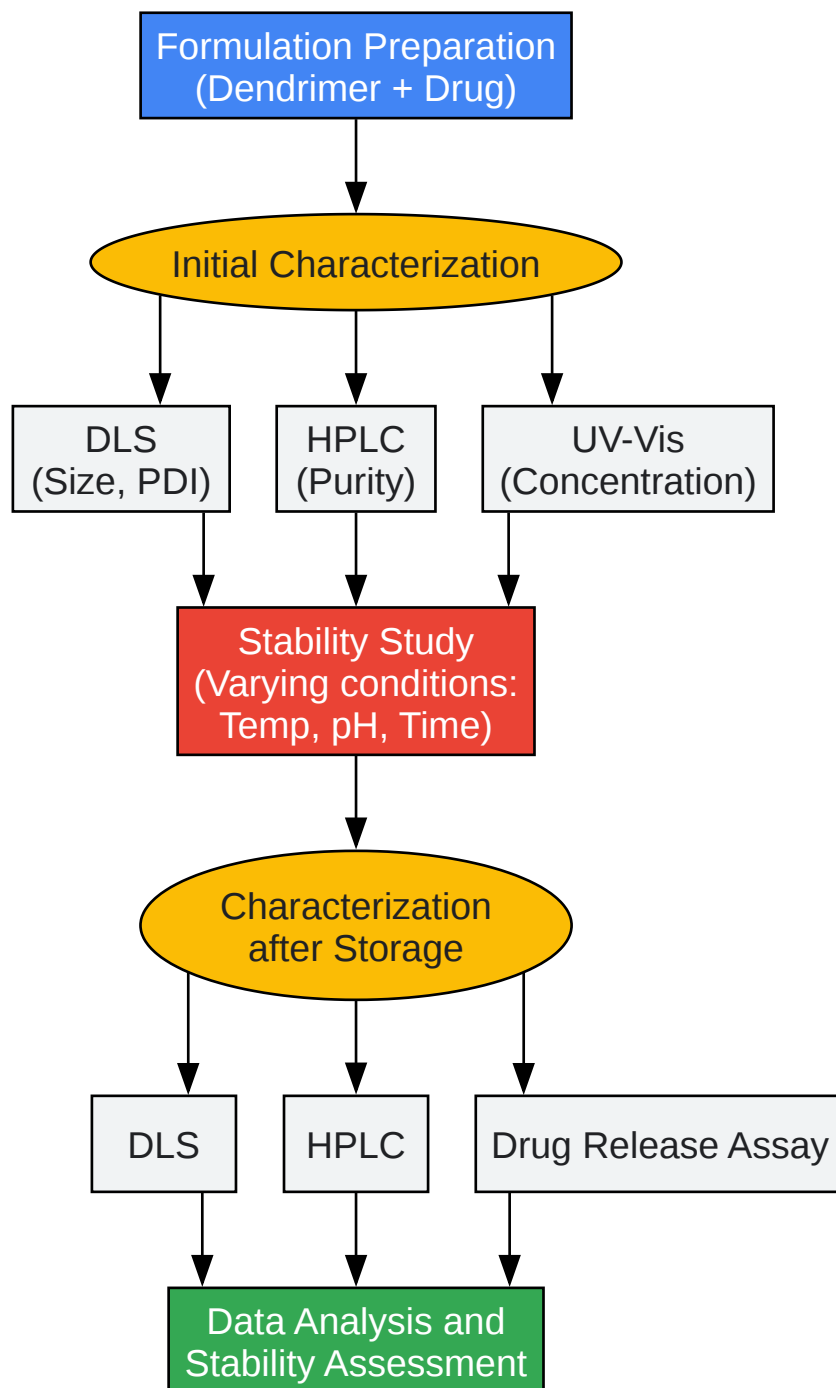 Formulation Preparation
(Dendrimer + Drug)
Initial Characterization
DLS
(Size, PDI)
HPLC
(Purity)
UV-Vis
(Concentration)
Stability Study
(Varying conditions:
Temp, pH, Time)
Characterization
after Storage
DLS
HPLC
Drug Release Assay
Data Analysis and
Stability Assessment